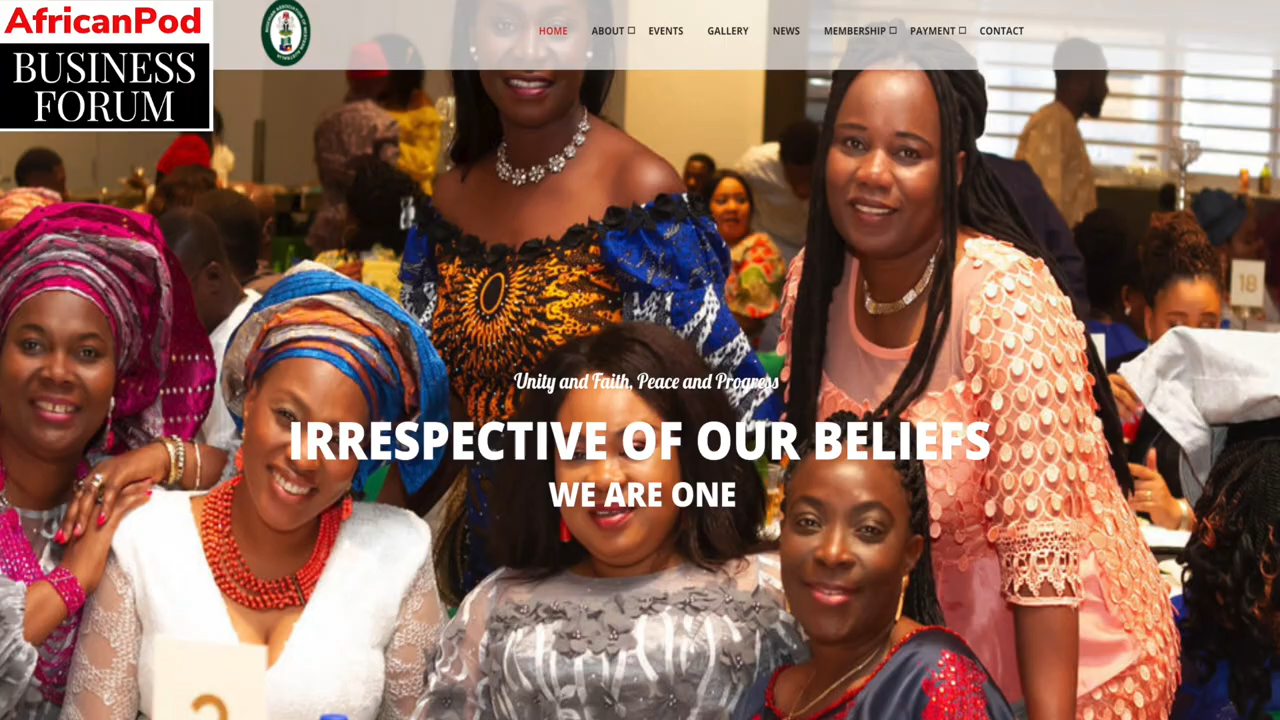 AfricanPod
BUSINESS
FORUM
HOME ABOUT EVENTS GALLERY NEWS MEMBERSHIP PAYMENT CONTACT
18
Unity and Faith, Peace and Progress
IRRESPECTIVE OF OUR BELIEFS
WE ARE ONE